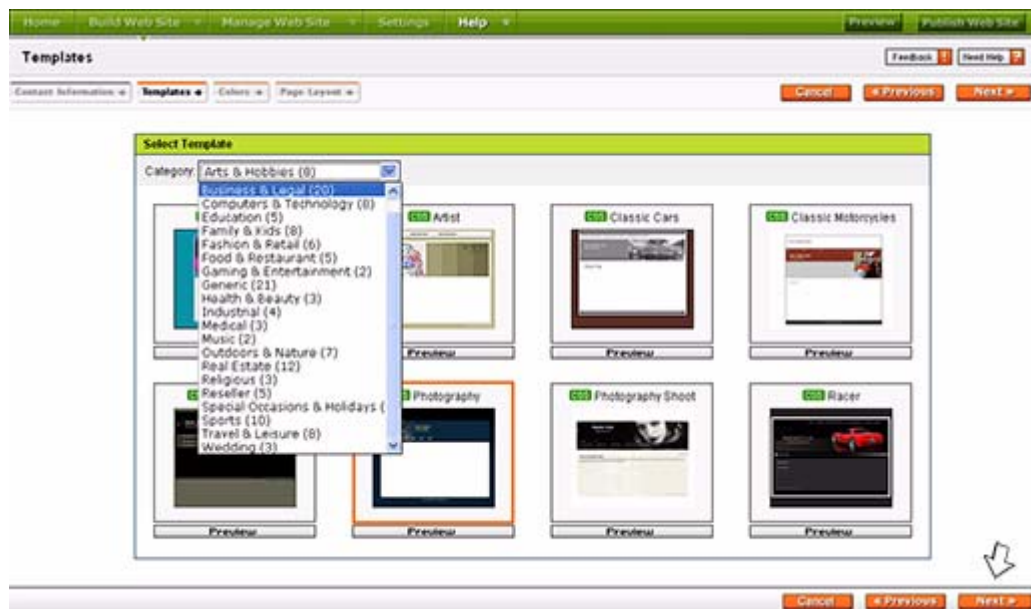 Home Build Web Site Manage Web Site Settings Help Preview Publish Web Site
Templates Feedback Need Help
Contact Information Templates Colors Page Layout Cancel « Previous Next »
Select Template
Category: Arts & Hobbies (8)
Business & Legal (20)
Computers & Technology (8)
Education (5)
Family & Kids (8)
Fashion & Retail (6)
Food & Restaurant (5)
Gaming & Entertainment (2)
Generic (21)
Health & Beauty (3)
Industrial (4)
Medical (3)
Music (2)
Outdoors & Nature (7)
Real Estate (12)
Religious (3)
Reseller (5)
Special Occasions & Holidays (
Sports (10)
Travel & Leisure (8)
Wedding (3)
CSS Artist
CSS Classic Cars
CSS Classic Motorcycles
Preview Preview Preview
Photography
CSS Photography Shoot
CSS Racer
Preview Preview Preview Preview
Cancel « Previous Next »